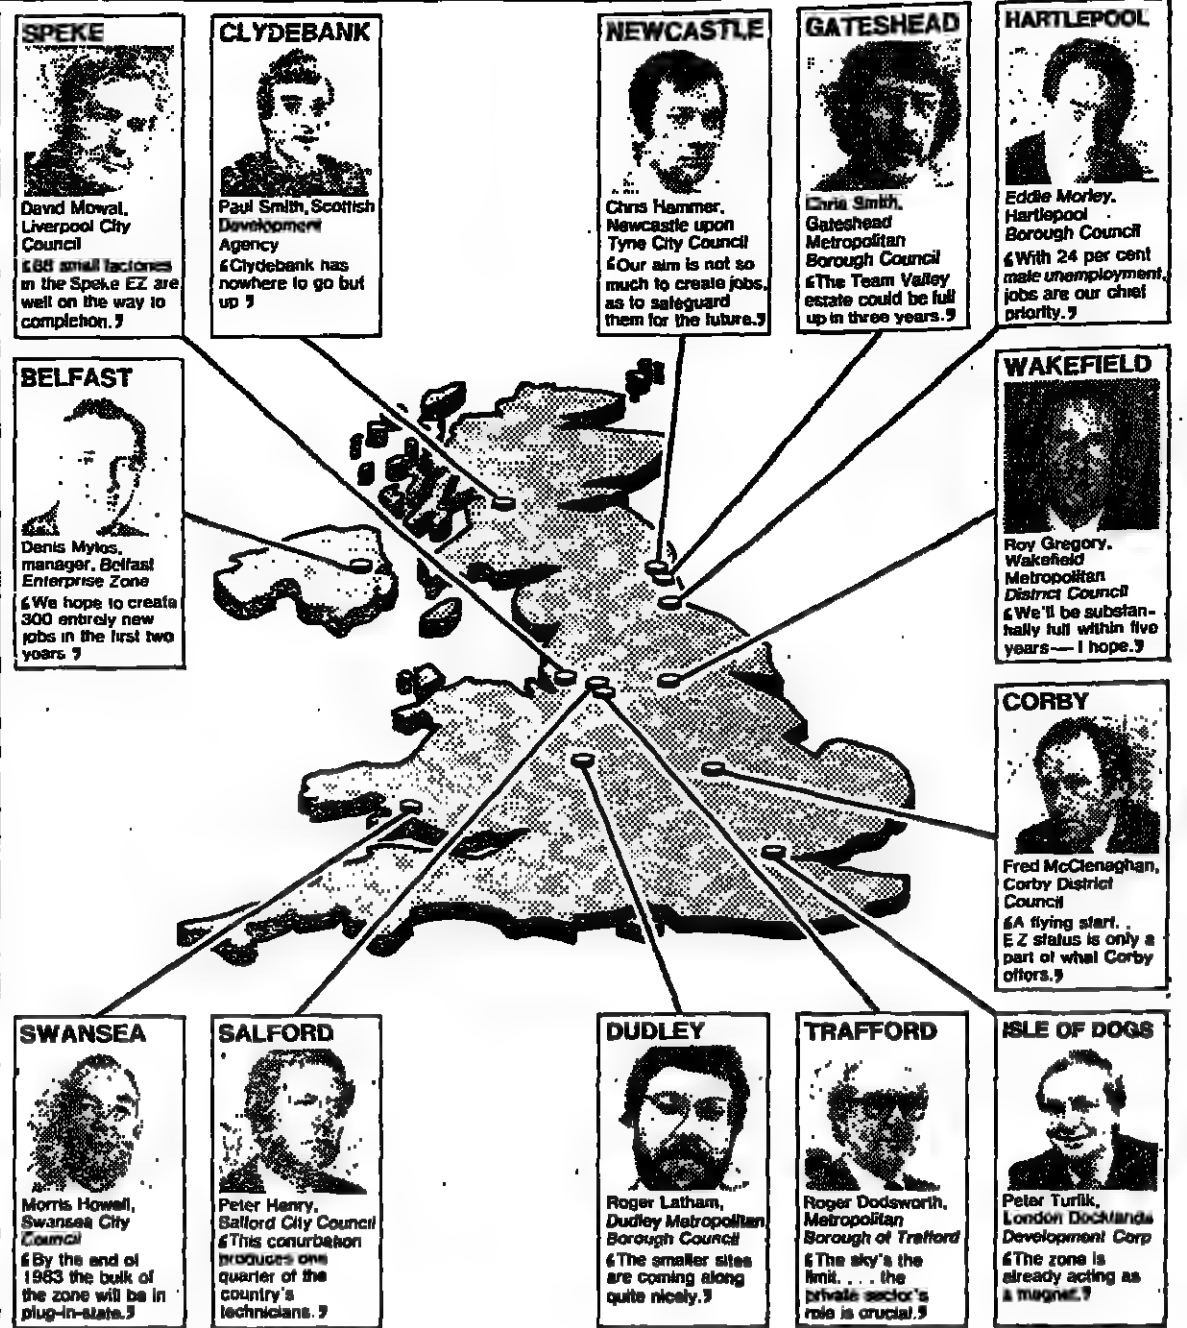 SPEKE
David Mowat,
Liverpool City
Council
❛68 small factories
in the Speke EZ are
well on the way to
completion.❜
CLYDEBANK
Paul Smith, Scottish
Development
Agency
❛Clydebank has
nowhere to go but
up❜
NEWCASTLE
Chris Hammer,
Newcastle upon
Tyne City Council
❛Our aim is not so
much to create jobs,
as to safeguard
them for the future.❜
GATESHEAD
Chris Smith,
Gateshead
Metropolitan
Borough Council
❛The Team Valley
estate could be full
up in three years.❜
HARTLEPOOL
Eddie Morley,
Hartlepool
Borough Council
❛With 24 per cent
male unemployment,
jobs are our chief
priority.❜
BELFAST
Denis Mylos,
manager, Belfast
Enterprise Zone
❛We hope to create
300 entirely new
jobs in the first two
years❜
WAKEFIELD
Roy Gregory,
Wakefield
Metropolitan
District Council
❛We'll be substan-
tially full within five
years— I hope.❜
CORBY
Fred McClenaghan,
Corby District
Council
❛A flying start. .
E Z status is only a
part of what Corby
offers.❜
SWANSEA
Morris Howell,
Swansea City
Council
❛By the end of
1983 the bulk of
the zone will be in
plug-in-state.❜
SALFORD
Peter Henry,
Salford City Council
❛This conurbation
produces one
quarter of the
country's
technicians.❜
DUDLEY
Roger Latham,
Dudley Metropolitan
Borough Council
❛The smaller sites
are coming along
quite nicely.❜
TRAFFORD
Roger Dodsworth,
Metropolitan
Borough of Trafford
❛The sky's the
limit. . . . the
private sector's
role is crucial.❜
ISLE OF DOGS
Peter Turlik,
London Docklands
Development Corp
❛The zone is
already acting as
a magnet.❜